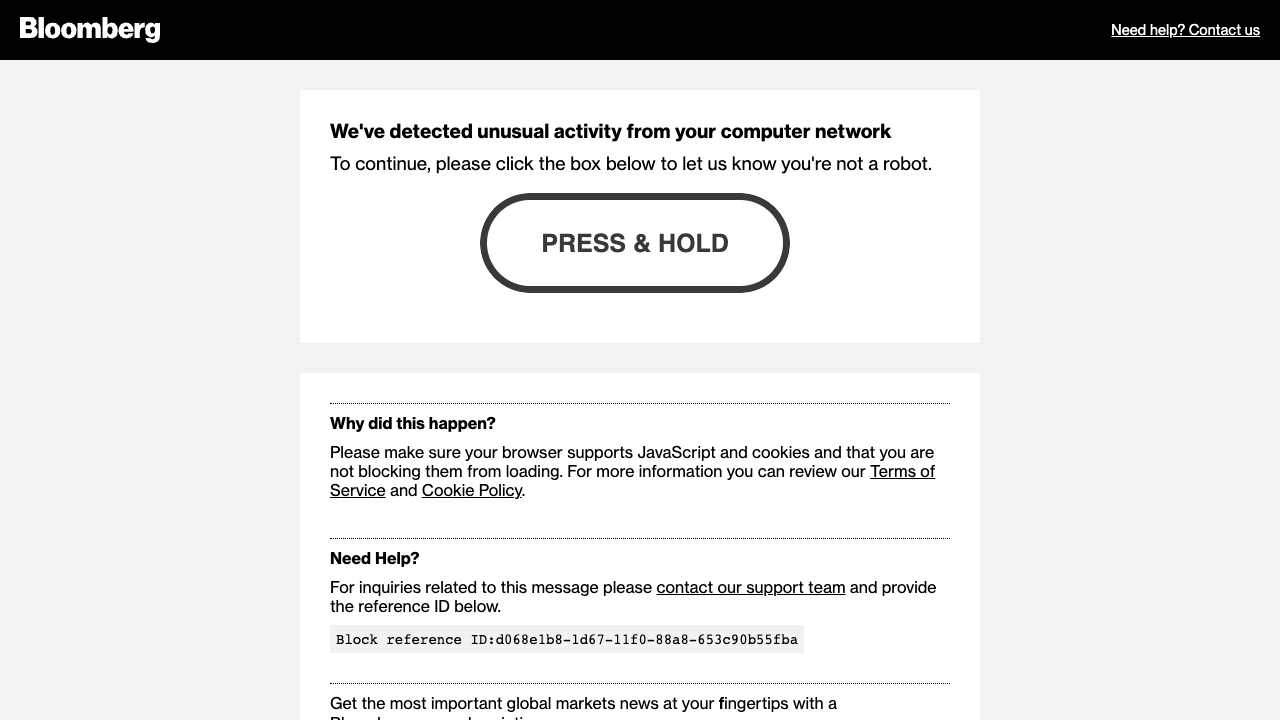 Bloomberg
Need help? Contact us
We've detected unusual activity from your computer network
To continue, please click the box below to let us know you're not a robot.
PRESS & HOLD
Why did this happen?
Please make sure your browser supports JavaScript and cookies and that you are
not blocking them from loading. For more information you can review our Terms of
Service and Cookie Policy.
Need Help?
For inquiries related to this message please contact our support team and provide
the reference ID below.
Block reference ID:d068e1b8-1d67-11f0-88a8-653c90b55fba
Get the most important global markets news at your fingertips with a